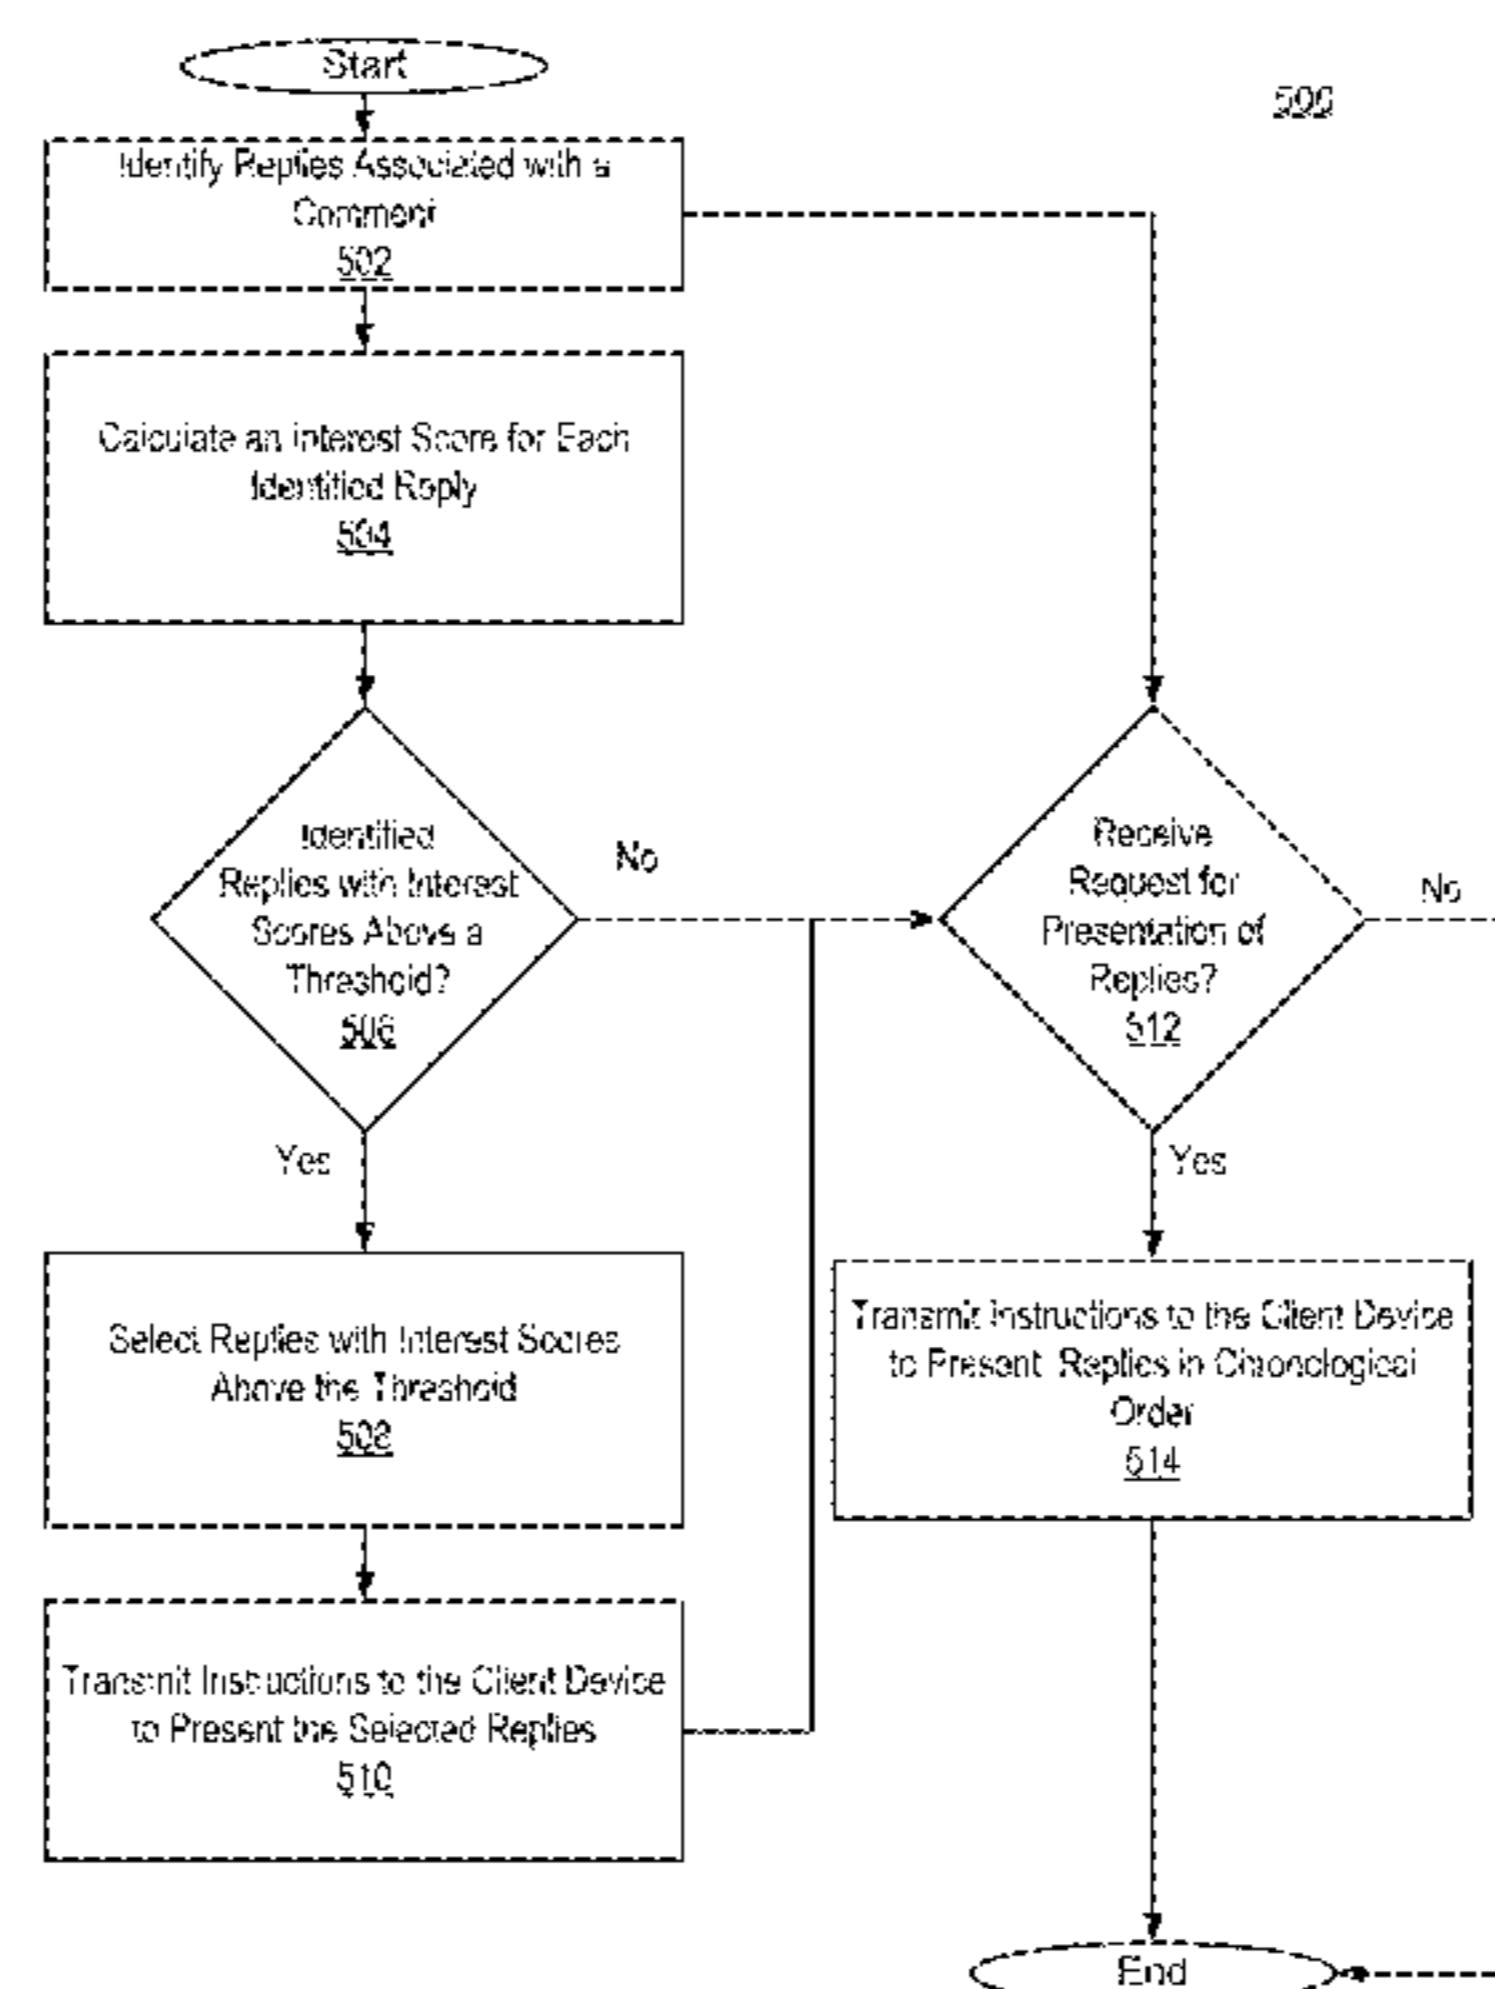 Start
500
Identify Replies Associated with a
Comment
502
Calculate an Interest Score for Each
Identified Reply
504
Identified
Replies with Interest
Scores Above a
Threshold?
506
No
Yes
Receive
Request for
Presentation of
Replies?
512
No
Yes
Select Replies with Interest Scores
Above the Threshold
508
Transmit Instructions to the Client Device
to Present Replies in Chronological
Order
514
Transmit Instructions to the Client Device
to Present the Selected Replies
510
End